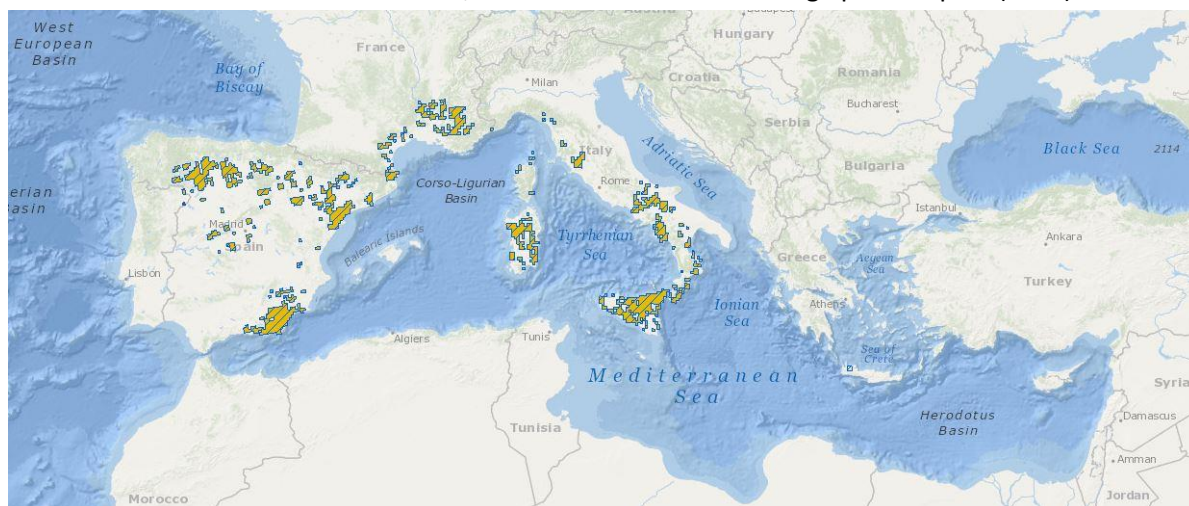 West
European
Basin
Bay of
Biscay
France
Milan
Hungary
Croatia
Romania
Bucharest
Serbia
Bulgaria
Black Sea
2114
Italy
Rome
Adriatic Sea
Corso-Ligurian
Basin
Tyrrhenian
Sea
Madrid
Spain
Balearic Islands
Lisbon
Istanbul
Ankara
Turkey
Greece
Aegean
Sea
Athens
Ionian
Sea
Sea of
Crete
Algiers
Tunis
Mediterranean
Sea
Tunisia
Herodotus
Basin
Syria
Damascus
Amman
Jordan
Morocco